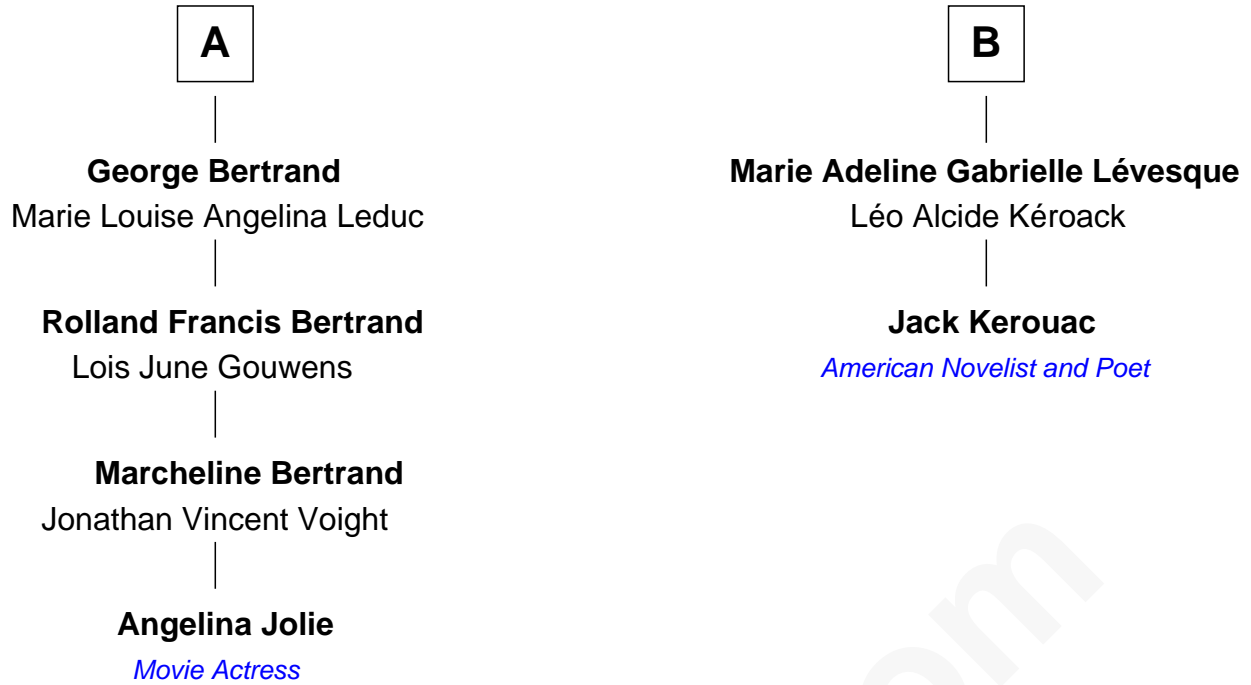 A
George Bertrand
Marie Louise Angelina Leduc
Rolland Francis Bertrand
Lois June Gouwens
Marcheline Bertrand
Jonathan Vincent Voight
Angelina Jolie
Movie Actress
B
Marie Adeline Gabrielle Lévesque
Léo Alcide Kéroack
Jack Kerouac
American Novelist and Poet
om